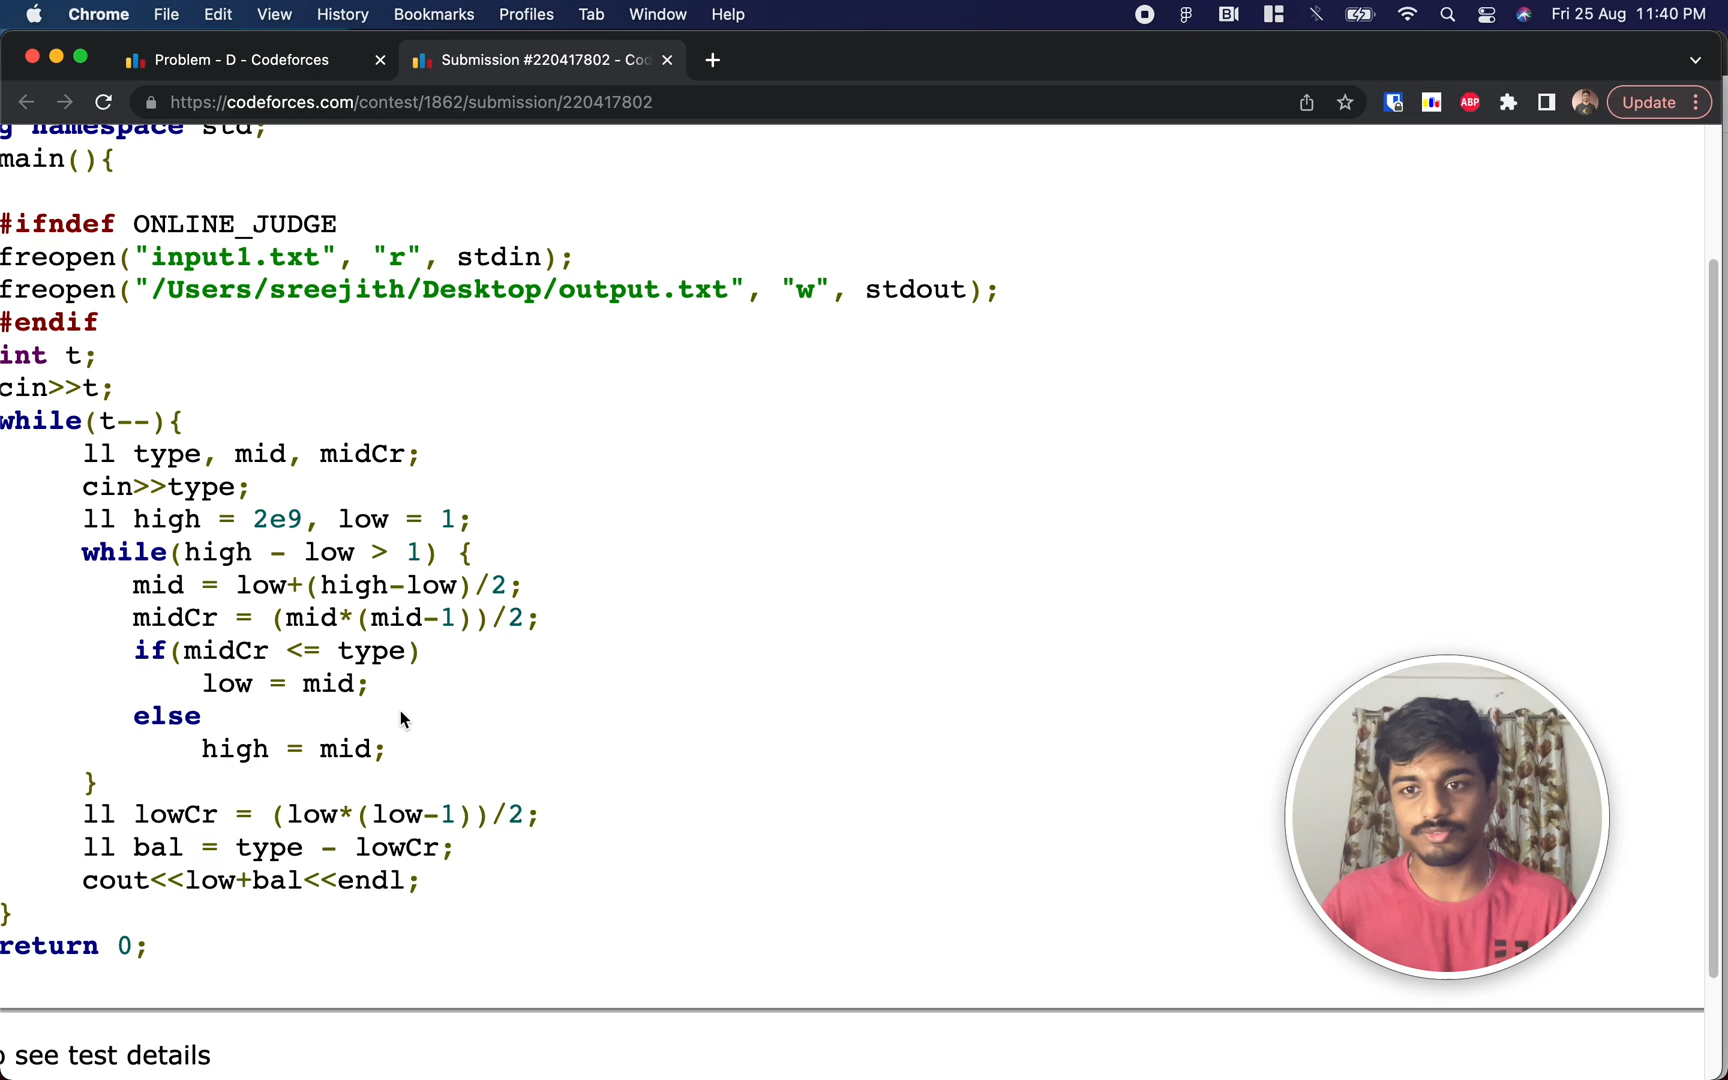 Chrome File Edit View History Bookmarks Profiles Tab Window Help Fri 25 Aug 11:40 PM
Problem - D - Codeforces Submission #220417802 - Co
https://codeforces.com/contest/1862/submission/220417802 ABP Update
g namespace std;
main(){
#ifndef ONLINE_JUDGE
freopen("input1.txt", "r", stdin);
freopen("/Users/sreejith/Desktop/output.txt", "w", stdout);
#endif
int t;
cin>>t;
while(t--){
ll type, mid, midCr;
cin>>type;
ll high = 2e9, low = 1;
while(high - low > 1) {
mid = low+(high-low)/2;
midCr = (mid*(mid-1))/2;
if(midCr <= type)
low = mid;
else
high = mid;
}
ll lowCr = (low*(low-1))/2;
ll bal = type - lowCr;
cout<<low+bal<<endl;
}
return 0;
see test details